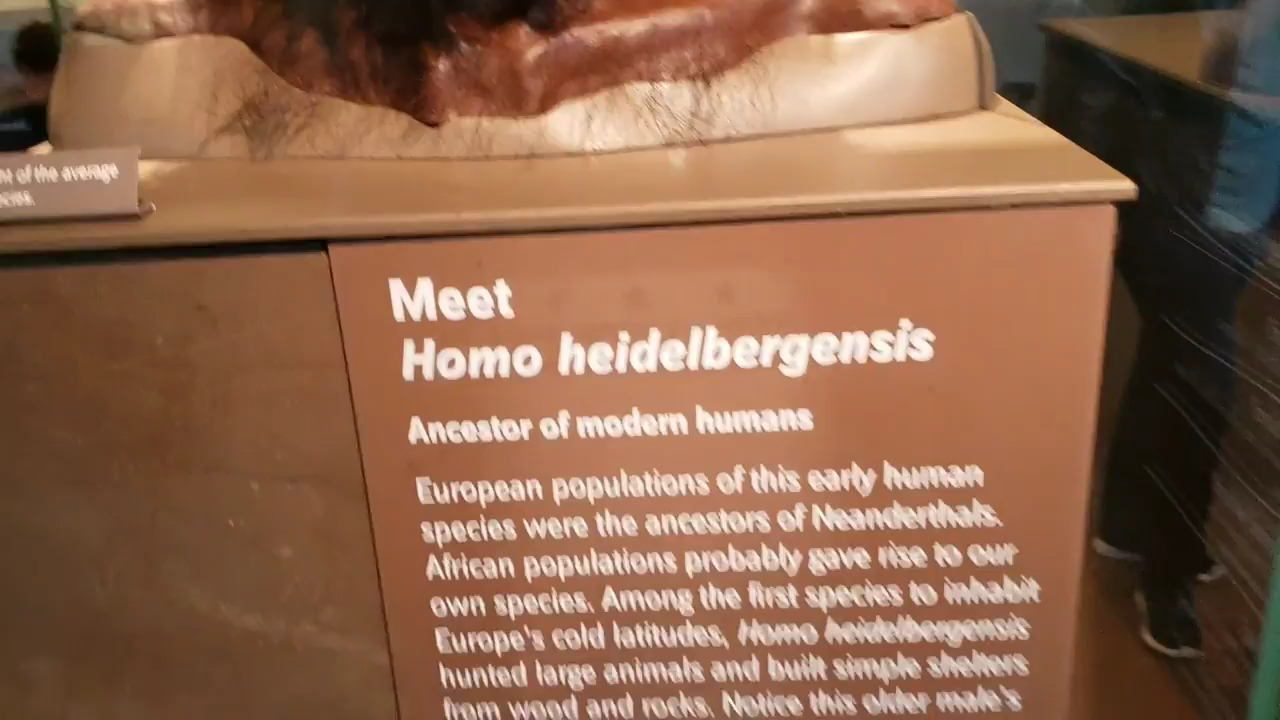 of the average
Meet
Homo heidelbergensis
Ancestor of modern humans
European populations of this early human
species were the ancestors of Neanderthals.
African populations probably gave rise to our
own species. Among the first species to inhabit
Europe's cold latitudes, Homo heidelbergensis
hunted large animals and built simple shelters
from wood and rocks. Notice this older male's